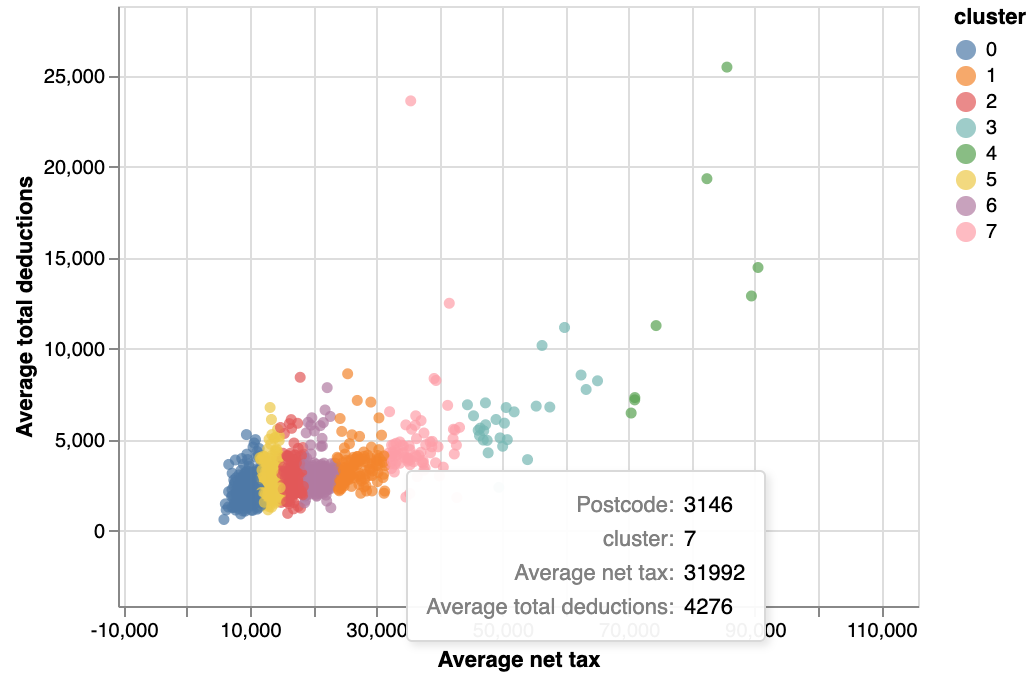 cluster
0
1
2
3
4
5
6
7
25,000
20,000
15,000
10,000
5,000
0
Average total deductions
Postcode: 3146
cluster: 7
Average net tax: 31992
Average total deductions: 4276
-10,000 10,000 30,000 50,000 70,000 90,000 110,000
Average net tax